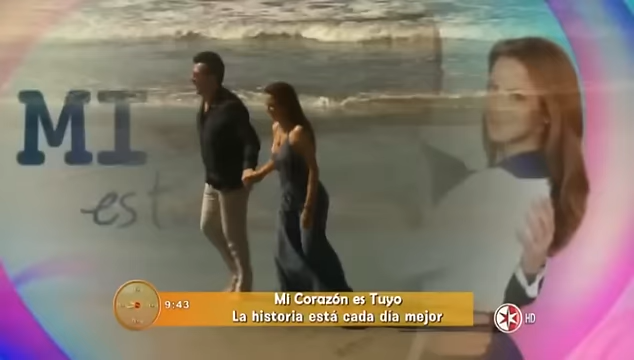 MI
est
9:43
Mi Corazón es Tuyo
La historia está cada día mejor
HD